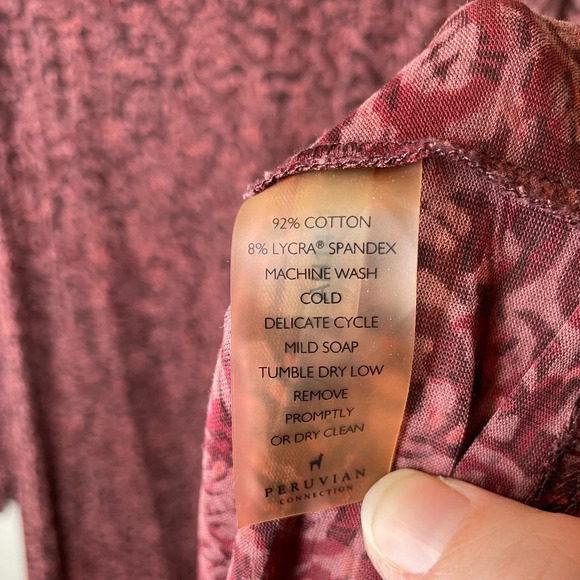 92% COTTON
8% LYCRA® SPANDEX
MACHINE WASH
COLD
DELICATE CYCLE
MILD SOAP
TUMBLE DRY LOW
REMOVE
PROMPTLY
OR DRY CLEAN
PERUVIAN
CONNECTION